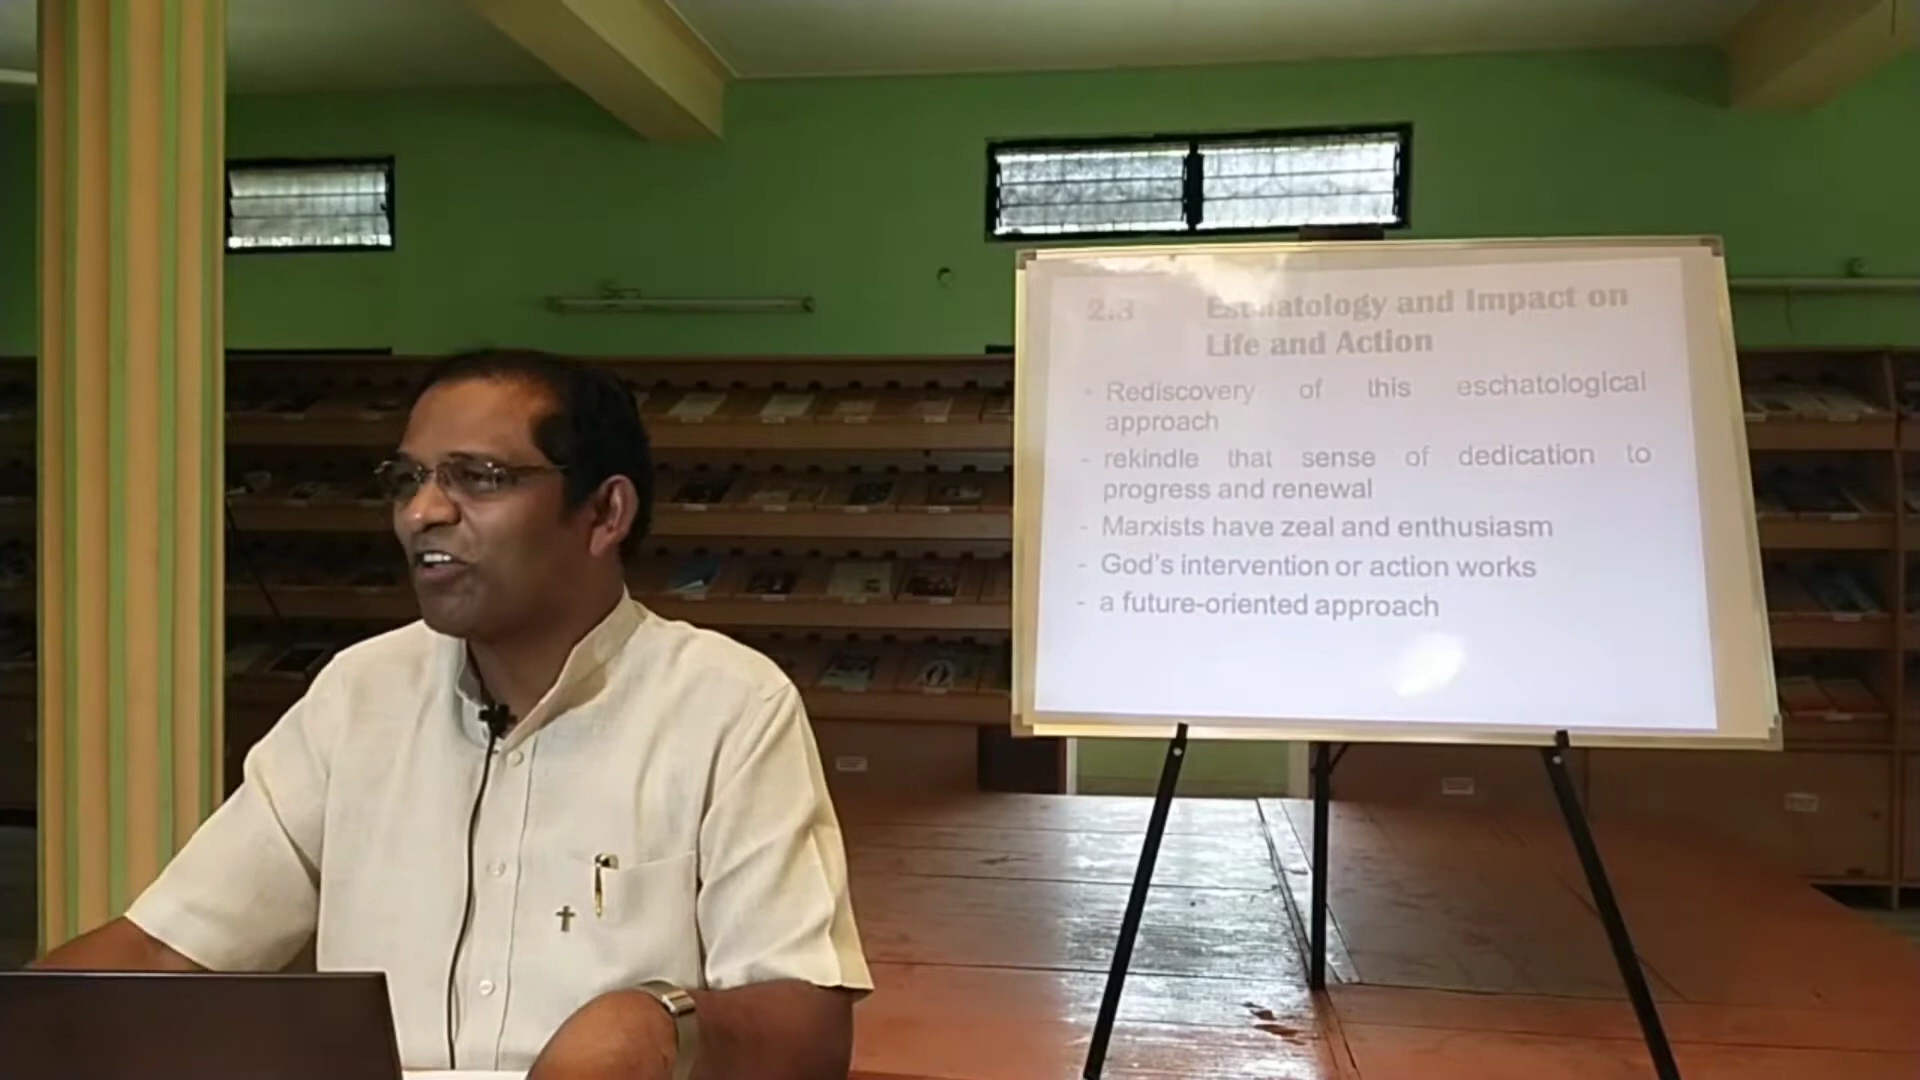 2.3 Eschatology and Impact on
Life and Action
- Rediscovery of this eschatological
approach
- rekindle that sense of dedication to
progress and renewal
- Marxists have zeal and enthusiasm
- God's intervention or action works
- a future-oriented approach